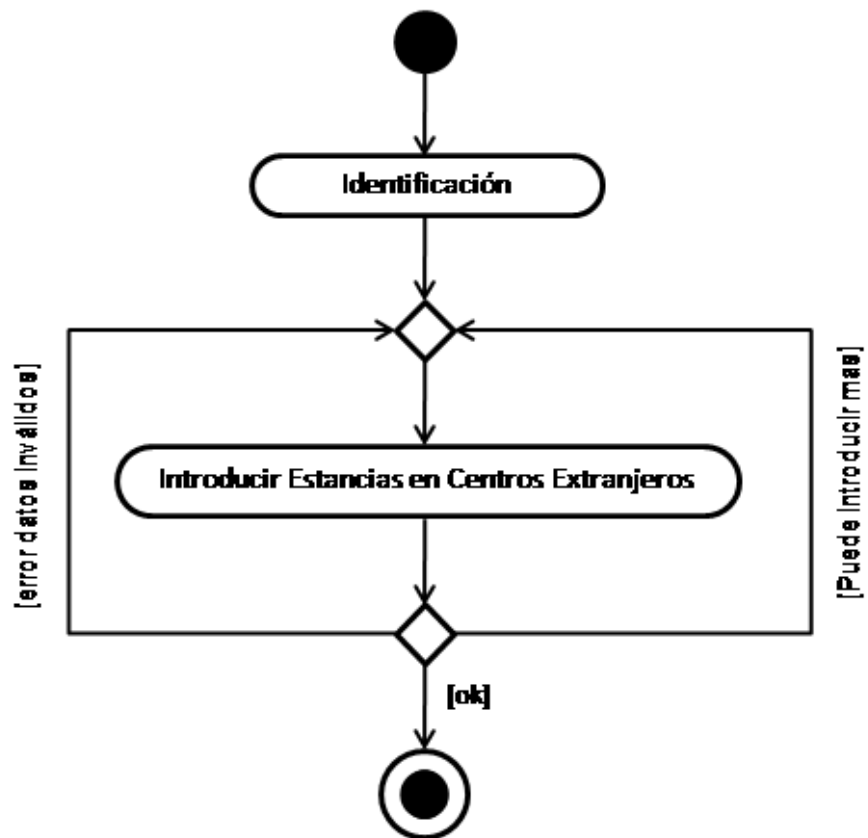 Identificación
[error datos inválidos]
Introducir Estancias en Centros Extranjeros
[Puede introducir mas]
[ok]